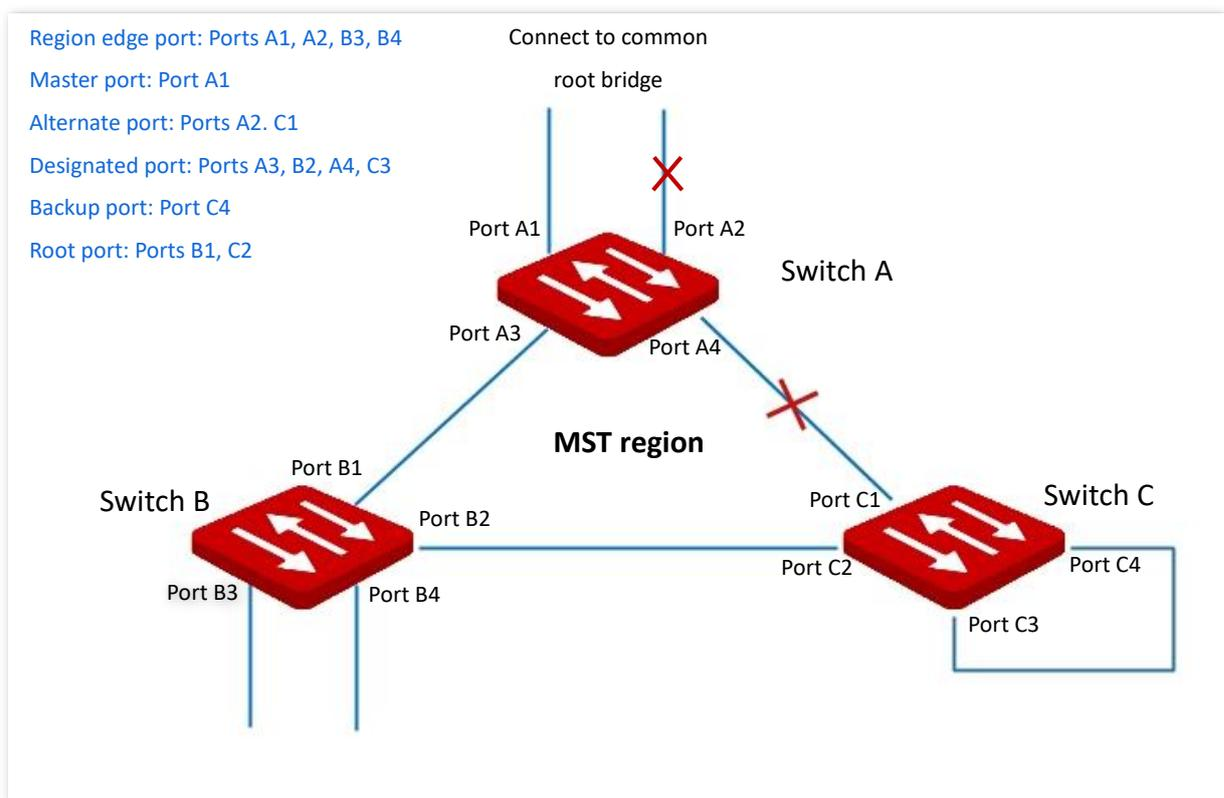 Region edge port: Ports A1, A2, B3, B4
Master port: Port A1
Alternate port: Ports A2. C1
Designated port: Ports A3, B2, A4, C3
Backup port: Port C4
Root port: Ports B1, C2
Connect to common
root bridge
Port A1
Port A2
Switch A
Port A3
Port A4
MST region
Port B1
Switch B
Port B2
Port B3
Port B4
Port C1
Switch C
Port C2
Port C4
Port C3